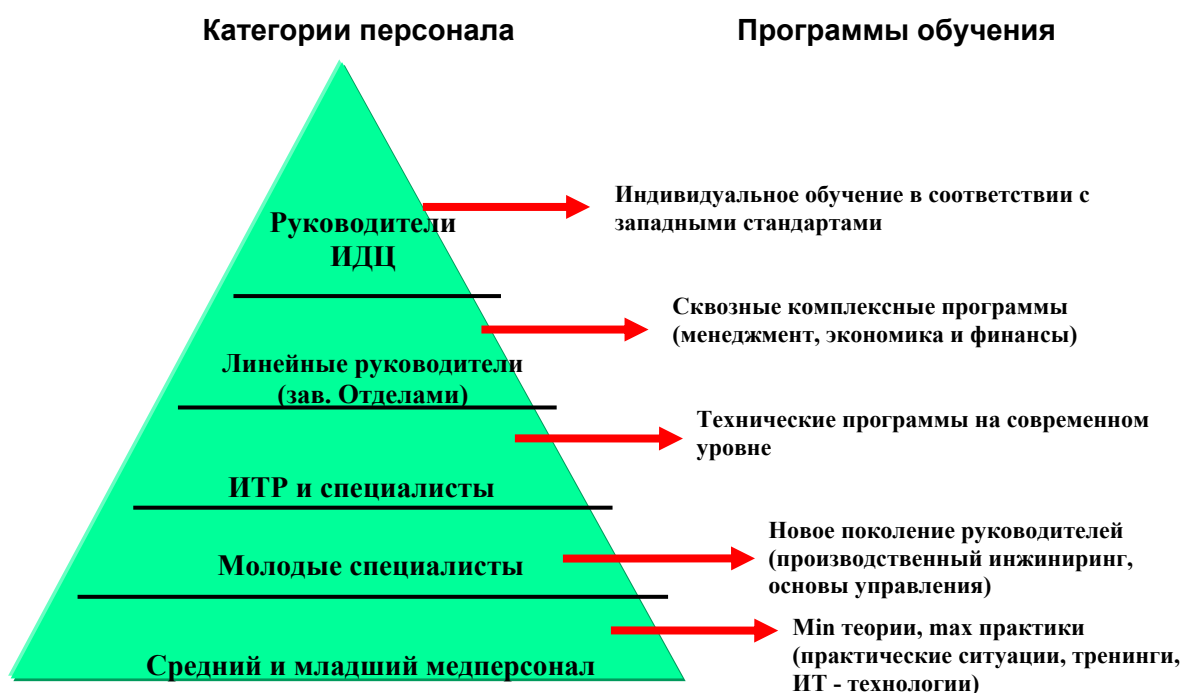 Категории персонала
Программы обучения
Руководители
ИДЦ
Индивидуальное обучение в соответствии с
западными стандартами
Линейные руководители
(зав. Отделами)
Сквозные комплексные программы
(менеджмент, экономика и финансы)
ИТР и специалисты
Технические программы на современном
уровне
Молодые специалисты
Новое поколение руководителей
(производственный инжиниринг,
основы управления)
Средний и младший медперсонал
Min теории, max практики
(практические ситуации, тренинги,
ИТ - технологии)